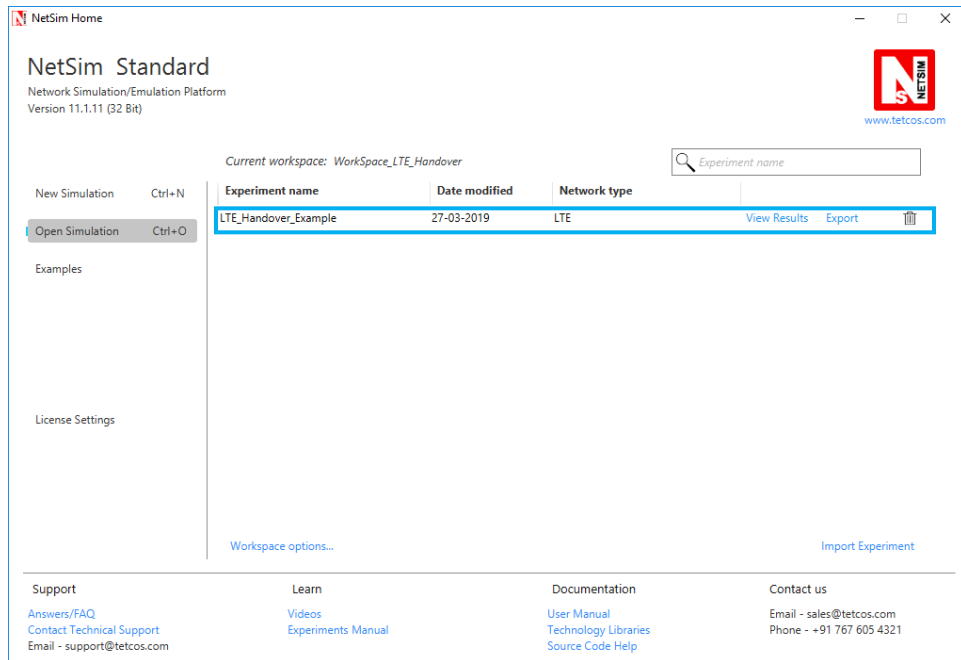 NetSim Home
NetSim Standard
Network Simulation/Emulation Platform
Version 11.1.11 (32 Bit)
N
S
NETSIM
www.tetcos.com
Current workspace: WorkSpace_LTE_Handover
Experiment name
New Simulation Ctrl+N
Open Simulation Ctrl+O
Examples
License Settings
Experiment name Date modified Network type
LTE_Handover_Example 27-03-2019 LTE View Results Export
Workspace options...
Import Experiment
Support
Answers/FAQ
Contact Technical Support
Email - support@tetcos.com
Learn
Videos
Experiments Manual
Documentation
User Manual
Technology Libraries
Source Code Help
Contact us
Email - sales@tetcos.com
Phone - +91 767 605 4321